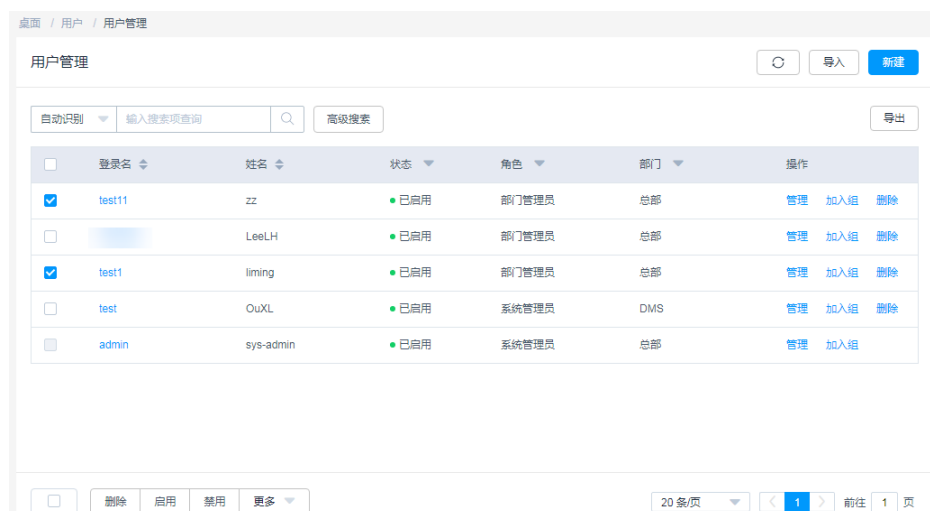 桌面 / 用户 / 用户管理
用户管理 导入 新建
自动识别 输入搜索项查询 高级搜索 导出
登录名 姓名 状态 角色 部门 操作
test11 zz 已启用 部门管理员 总部 管理 加入组 删除
LeeLH 已启用 部门管理员 总部 管理 加入组 删除
test1 liming 已启用 部门管理员 总部 管理 加入组 删除
test OuXL 已启用 系统管理员 DMS 管理 加入组 删除
admin sys-admin 已启用 系统管理员 总部 管理 加入组
删除 启用 禁用 更多 20 条/页 1 前往 1 页